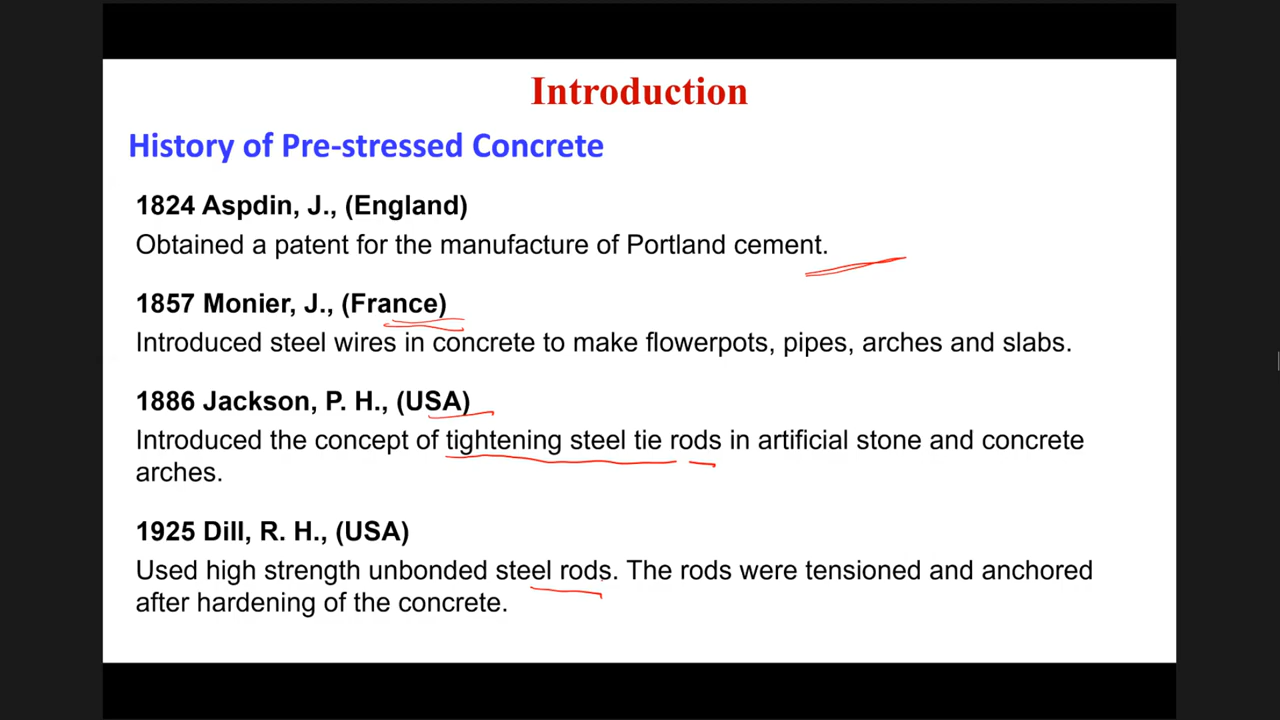 Introduction
History of Pre-stressed Concrete
1824 Aspdin, J., (England)
Obtained a patent for the manufacture of Portland cement.
1857 Monier, J., (France)
Introduced steel wires in concrete to make flowerpots, pipes, arches and slabs.
1886 Jackson, P. H., (USA)
Introduced the concept of tightening steel tie rods in artificial stone and concrete
arches.
1925 Dill, R. H., (USA)
Used high strength unbonded steel rods. The rods were tensioned and anchored
after hardening of the concrete.